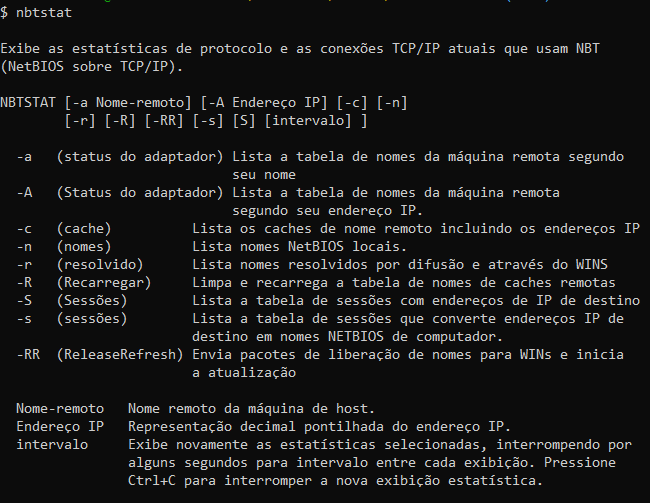 $ nbtstat
Exibe as estatísticas de protocolo e as conexões TCP/IP atuais que usam NBT
(NetBIOS sobre TCP/IP).
NBTSTAT [-a Nome-remoto] [-A Endereço IP] [-c] [-n]
[-r] [-R] [-RR] [-s] [S] [intervalo] ]
-a (status do adaptador) Lista a tabela de nomes da máquina remota segundo
seu nome
-A (Status do adaptador) Lista a tabela de nomes da máquina remota
segundo seu endereço IP.
-c (cache) Lista os caches de nome remoto incluindo os endereços IP
-n (nomes) Lista nomes NetBIOS locais.
-r (resolvido) Lista nomes resolvidos por difusão e através do WINS
-R (Recarregar) Limpa e recarrega a tabela de nomes de caches remotas
-S (Sessões) Lista a tabela de sessões com endereços de IP de destino
-s (sessões) Lista a tabela de sessões que converte endereços IP de
destino em nomes NETBIOS de computador.
-RR (ReleaseRefresh) Envia pacotes de liberação de nomes para WINs e inicia
a atualização
Nome-remoto Nome remoto da máquina de host.
Endereço IP Representação decimal pontilhada do endereço IP.
intervalo Exibe novamente as estatísticas selecionadas, interrompendo por
alguns segundos para intervalo entre cada exibição. Pressione
Ctrl+C para interromper a nova exibição estatística.